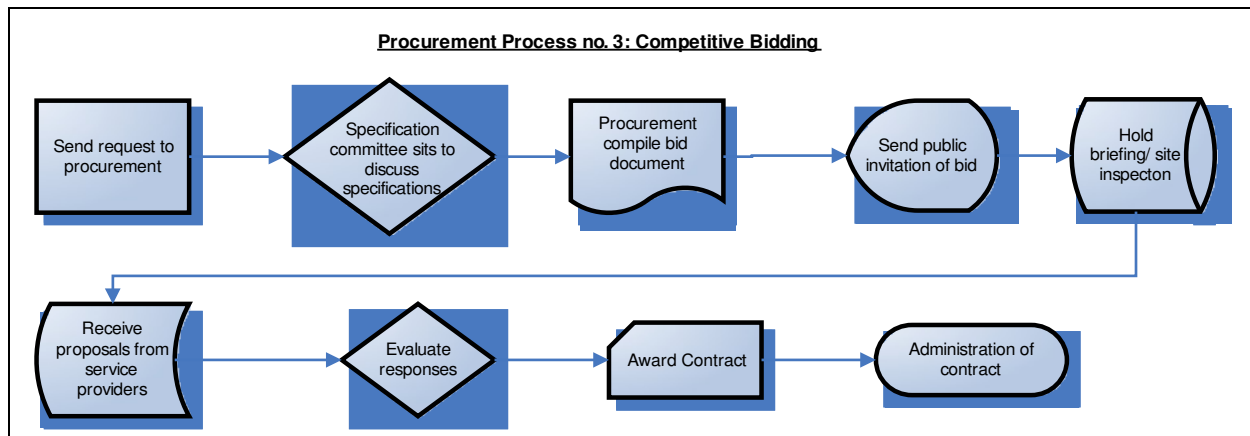 Procurement Process no. 3: Competitive Bidding
Send request to
procurement
Specification
committee sits to
discuss
specifications
Procurement
compile bid
document
Send public
invitation of bid
Hold
briefing/ site
inspecton
Receive
proposals from
service
providers
Evaluate
responses
Award Contract
Administration of
contract